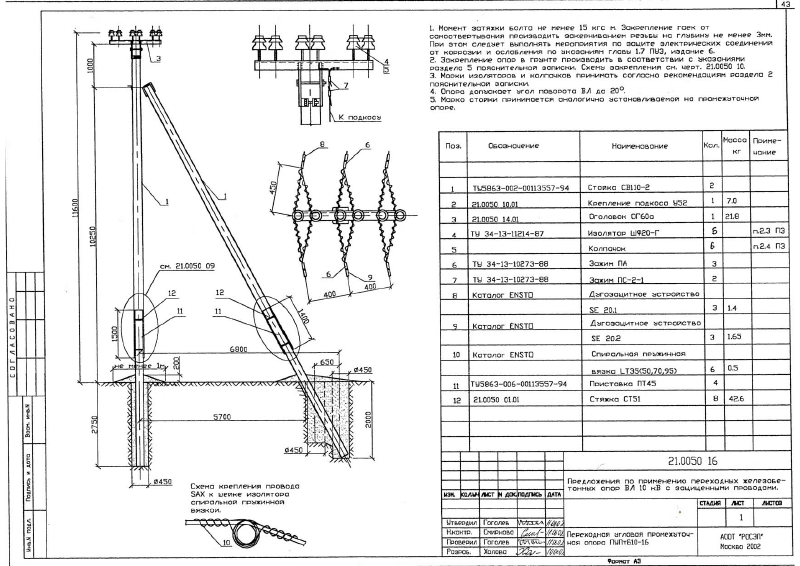 43
1. Момент затяжки болта не менее 15 кгс м. Закрепление гаек от
самоотвертывания производить закерниванием резьбы на глубину не менее 3мм.
При этом следует выполнять мероприятия по защите электрических соединений
от коррозии и ослабления по указаниям главы 1.7 ПУЭ, издание 6.
2. Закрепление опор в грунте производить в соответствии с указаниями
раздела 5 пояснительной записки. Схемы закрепления см. черт. 21.0050 10.
3. Марки изоляторов и колпачков принимать согласно рекомендациям раздела 2
пояснительной записки.
4. Опора допускает угол поворота ВЛ до 20°.
5. Марка стойки принимается аналогично устанавливаемой на промежуточной
опоре.
3
4
7
К подкосу
8
6
450
6
9
400
400
1000
11600
10250
1
1
см. 21.0050 09
12
11
12
11
1500
1400
6800
не менее 1м
200
650
ø450
5700
2750
2000
ø450
ø450
Схема крепления провода
SAX к шейке изолятора
спиральной пружинной
вязкой.
10
Поз. Обозначение Наименование Кол. Масса кг Приме-чание
1 ТУ5863-002-00113557-94 Стойка СВ110-2 2
2 21.0050 10.01 Крепление подкоса У52 1 7.0
3 21.0050 14.01 Оголовок ОГ60а 1 21.8
4 ТУ 34-13-11214-87 Изолятор ШФ20-Г 6 п.2.3 ПЗ
5 Колпачок 6 п.2.4 ПЗ
6 ТУ 34-13-10273-88 Зажим ПА 3
7 ТУ 34-13-10273-88 Зажим ПС-2-1 2
8 Каталог ENSTO Дугозащитное устройство
SE 20.1 3 1.4
9 Каталог ENSTO Дугозащитное устройство
SE 20.2 3 1.65
10 Каталог ENSTO Спиральная пружинная
вязка LT35(50,70,95) 6 0.5
11 ТУ5863-006-00113557-94 Приставка ПТ45 4
12 21.0050 01.01 Стяжка СТ51 8 42.6
21.0050 16
Предложения по применению переходных железобе-
тонных опор ВЛ 10 кВ с защищенными проводами.
ИЗМ. КОЛ.УЧ ЛИСТ N ДОК. ПОДПИСЬ ДАТА
СТАДИЯ ЛИСТ ЛИСТОВ
1
Утвердил Гоголев
Н.контр. Смирнова
Проверил Гоголев
Разраб. Холова
Переходная угловая промежуточ-
ная опора ПУПтБ10-16
АООТ "РОСЭП"
Москва 2002
Формат А3
СОГЛАСОВАНО
Взам. инв.N
Подпись и дата
Инв.N подл.